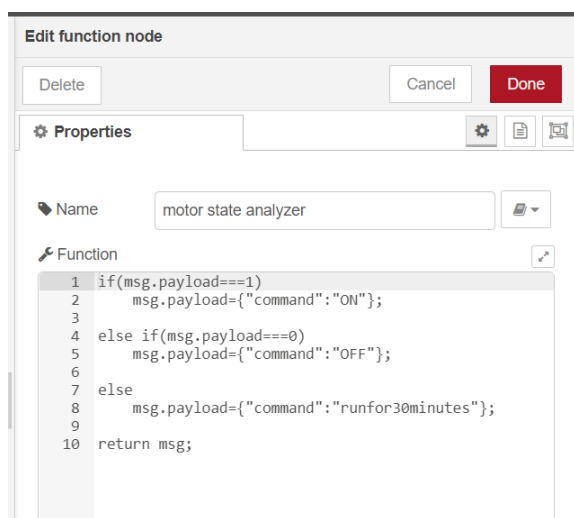 Edit function node
Delete
Cancel
Done
Properties
Name
motor state analyzer
Function
1 if(msg.payload===1)
2     msg.payload={"command":"ON"};
3
4 else if(msg.payload===0)
5     msg.payload={"command":"OFF"};
6
7 else
8     msg.payload={"command":"runfor30minutes"};
9
10 return msg;